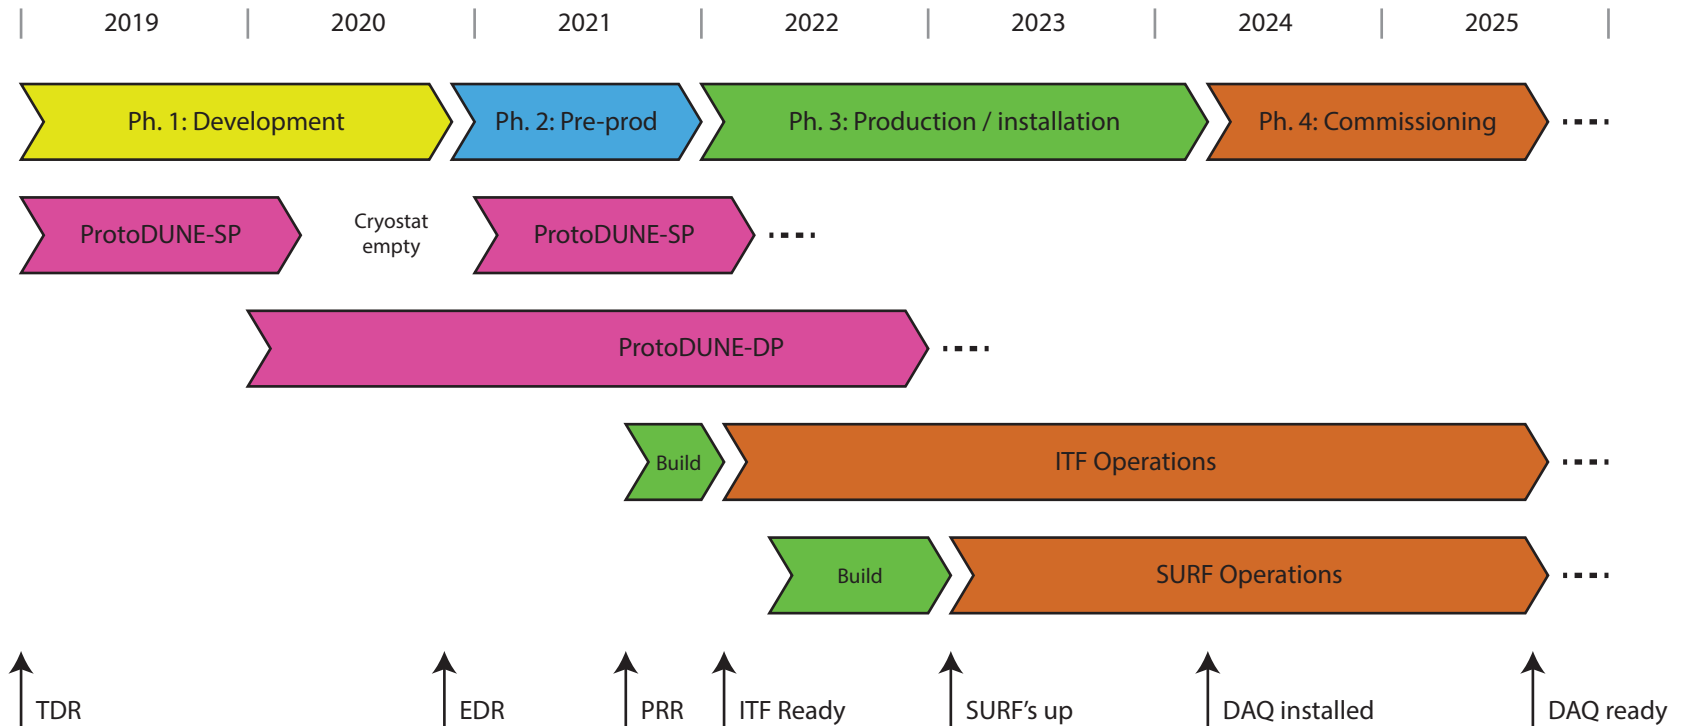 2019 2020 2021 2022 2023 2024 2025
Ph. 1: Development Ph. 2: Pre-prod Ph. 3: Production / installation Ph. 4: Commissioning
ProtoDUNE-SP Cryostat ProtoDUNE-SP
empty
ProtoDUNE-DP
Build ITF Operations
Build SURF Operations
TDR EDR PRR ITF Ready SURF's up DAQ installed DAQ ready